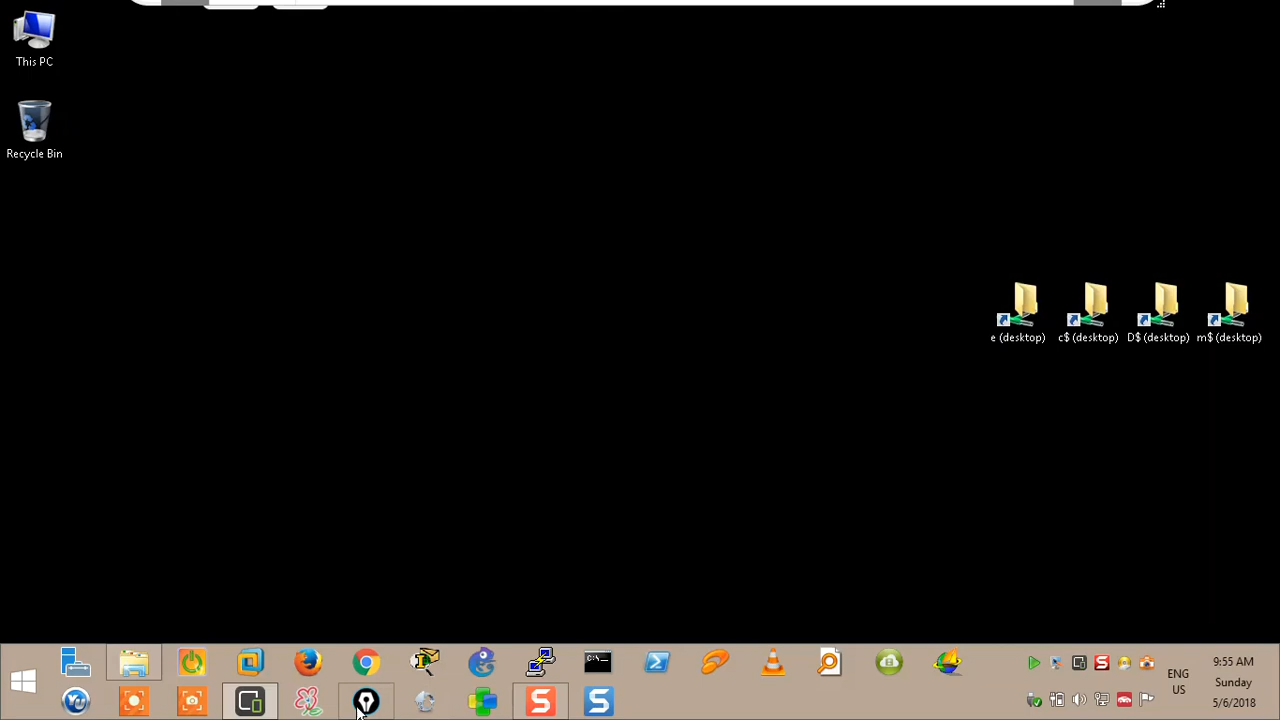 This PC
Recycle Bin
e (desktop)
c$ (desktop)
D$ (desktop)
m$ (desktop)
ENG
US
9:55 AM
Sunday
5/6/2018